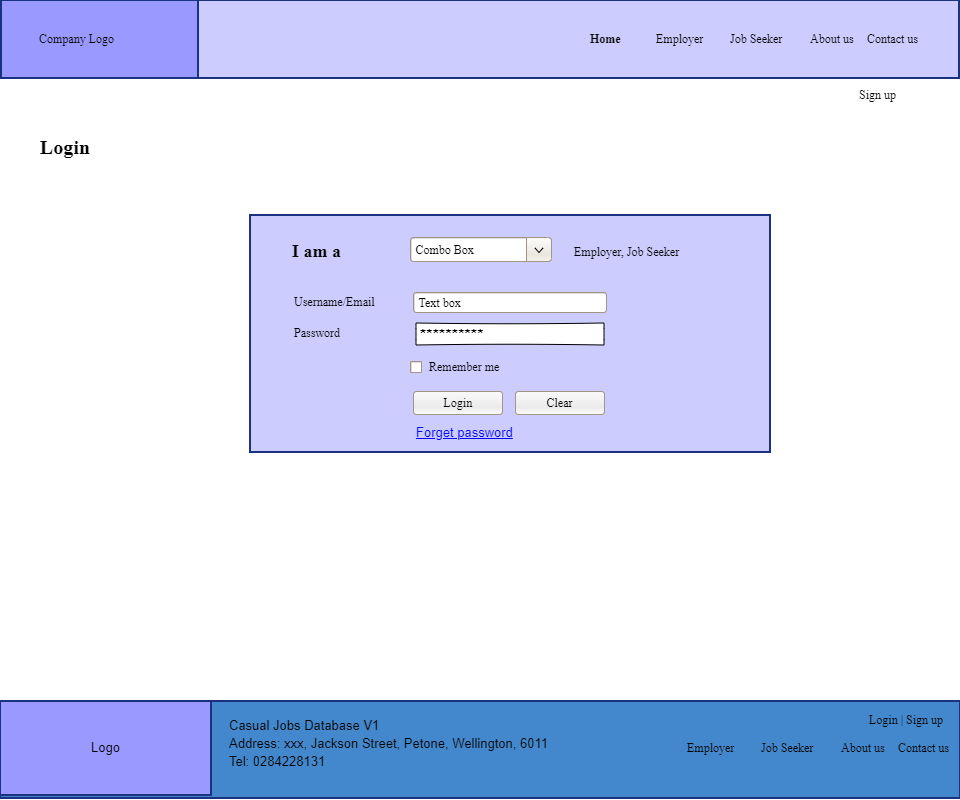 Company Logo
Home Employer Job Seeker About us Contact us
Sign up
Login
I am a Combo Box Employer, Job Seeker
Username/Email Text box
Password **********
Remember me
Login Clear
Forget password
Logo
Casual Jobs Database V1
Address: xxx, Jackson Street, Petone, Wellington, 6011
Tel: 0284228131
Login | Sign up
Employer Job Seeker About us Contact us